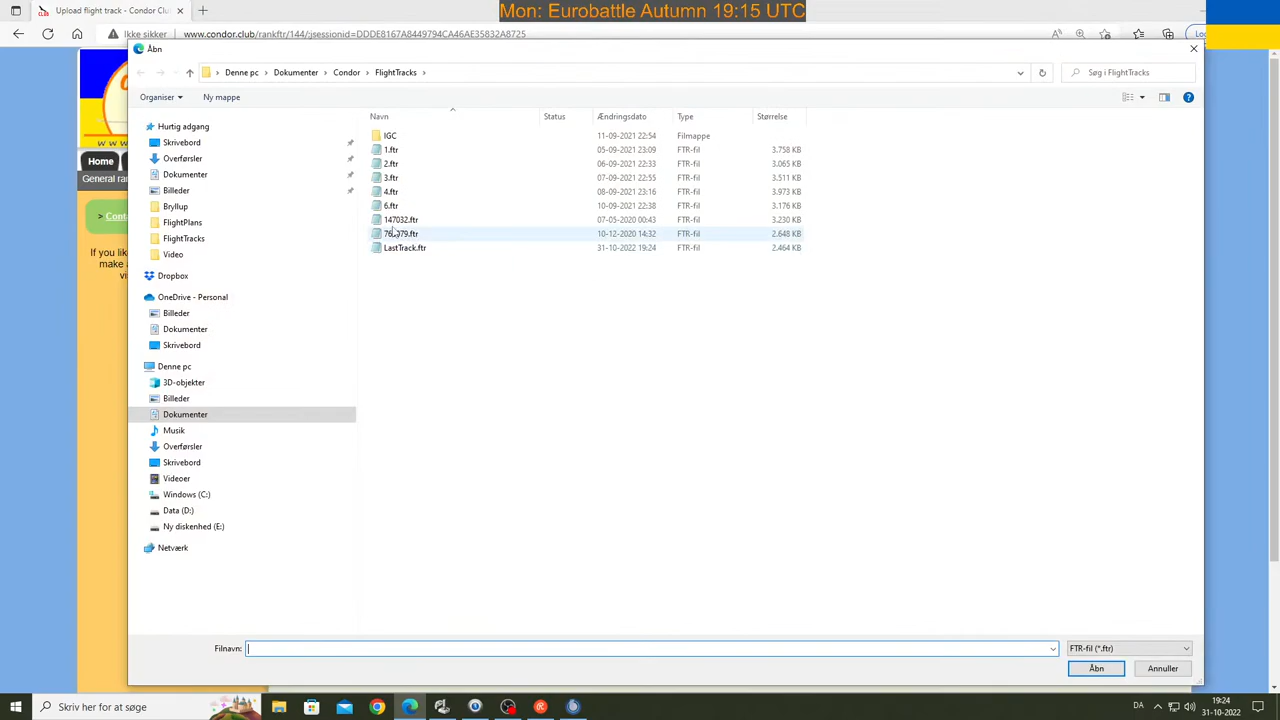 Mon: Eurobattle Autumn 19:15 UTC
Upload flight track - Condor Club
Ikke sikker
www.condor.club/rankftr/144/jsessionid=DDDE8167A8449794CA46AE35832A8725
Åbn
Denne pc > Dokumenter > Condor > FlightTracks >
Søg i FlightTracks
Organiser Ny mappe
Navn Status Ændringsdato Type Størrelse
IGC 11-09-2021 22:54 Filmappe
1.ftr 05-09-2021 23:09 FTR-fil 3.758 KB
2.ftr 06-09-2021 22:33 FTR-fil 3.065 KB
3.ftr 07-09-2021 22:55 FTR-fil 3.511 KB
4.ftr 08-09-2021 23:16 FTR-fil 3.973 KB
6.ftr 10-09-2021 22:38 FTR-fil 3.176 KB
147032.ftr 07-05-2020 00:43 FTR-fil 3.230 KB
10-12-2020 14:32 FTR-fil 2.648 KB
LastTrack.ftr 31-10-2022 19:24 FTR-fil 2.464 KB
Hurtig adgang
Skrivebord
Overførsler
Dokumenter
Billeder
Bryllup
FlightPlans
FlightTracks
Video
Dropbox
OneDrive - Personal
Billeder
Dokumenter
Skrivebord
Denne pc
3D-objekter
Billeder
Dokumenter
Musik
Overførsler
Skrivebord
Videoer
Windows (C:)
Data (D:)
Ny diskenhed (E:)
Netværk
Home
General ran
> Conta
If you lik
make a
vi
Filnavn:
FTR-fil (*.ftr)
Åbn Annuller
Skriv her for at søge
DA
19:24
31-10-2022